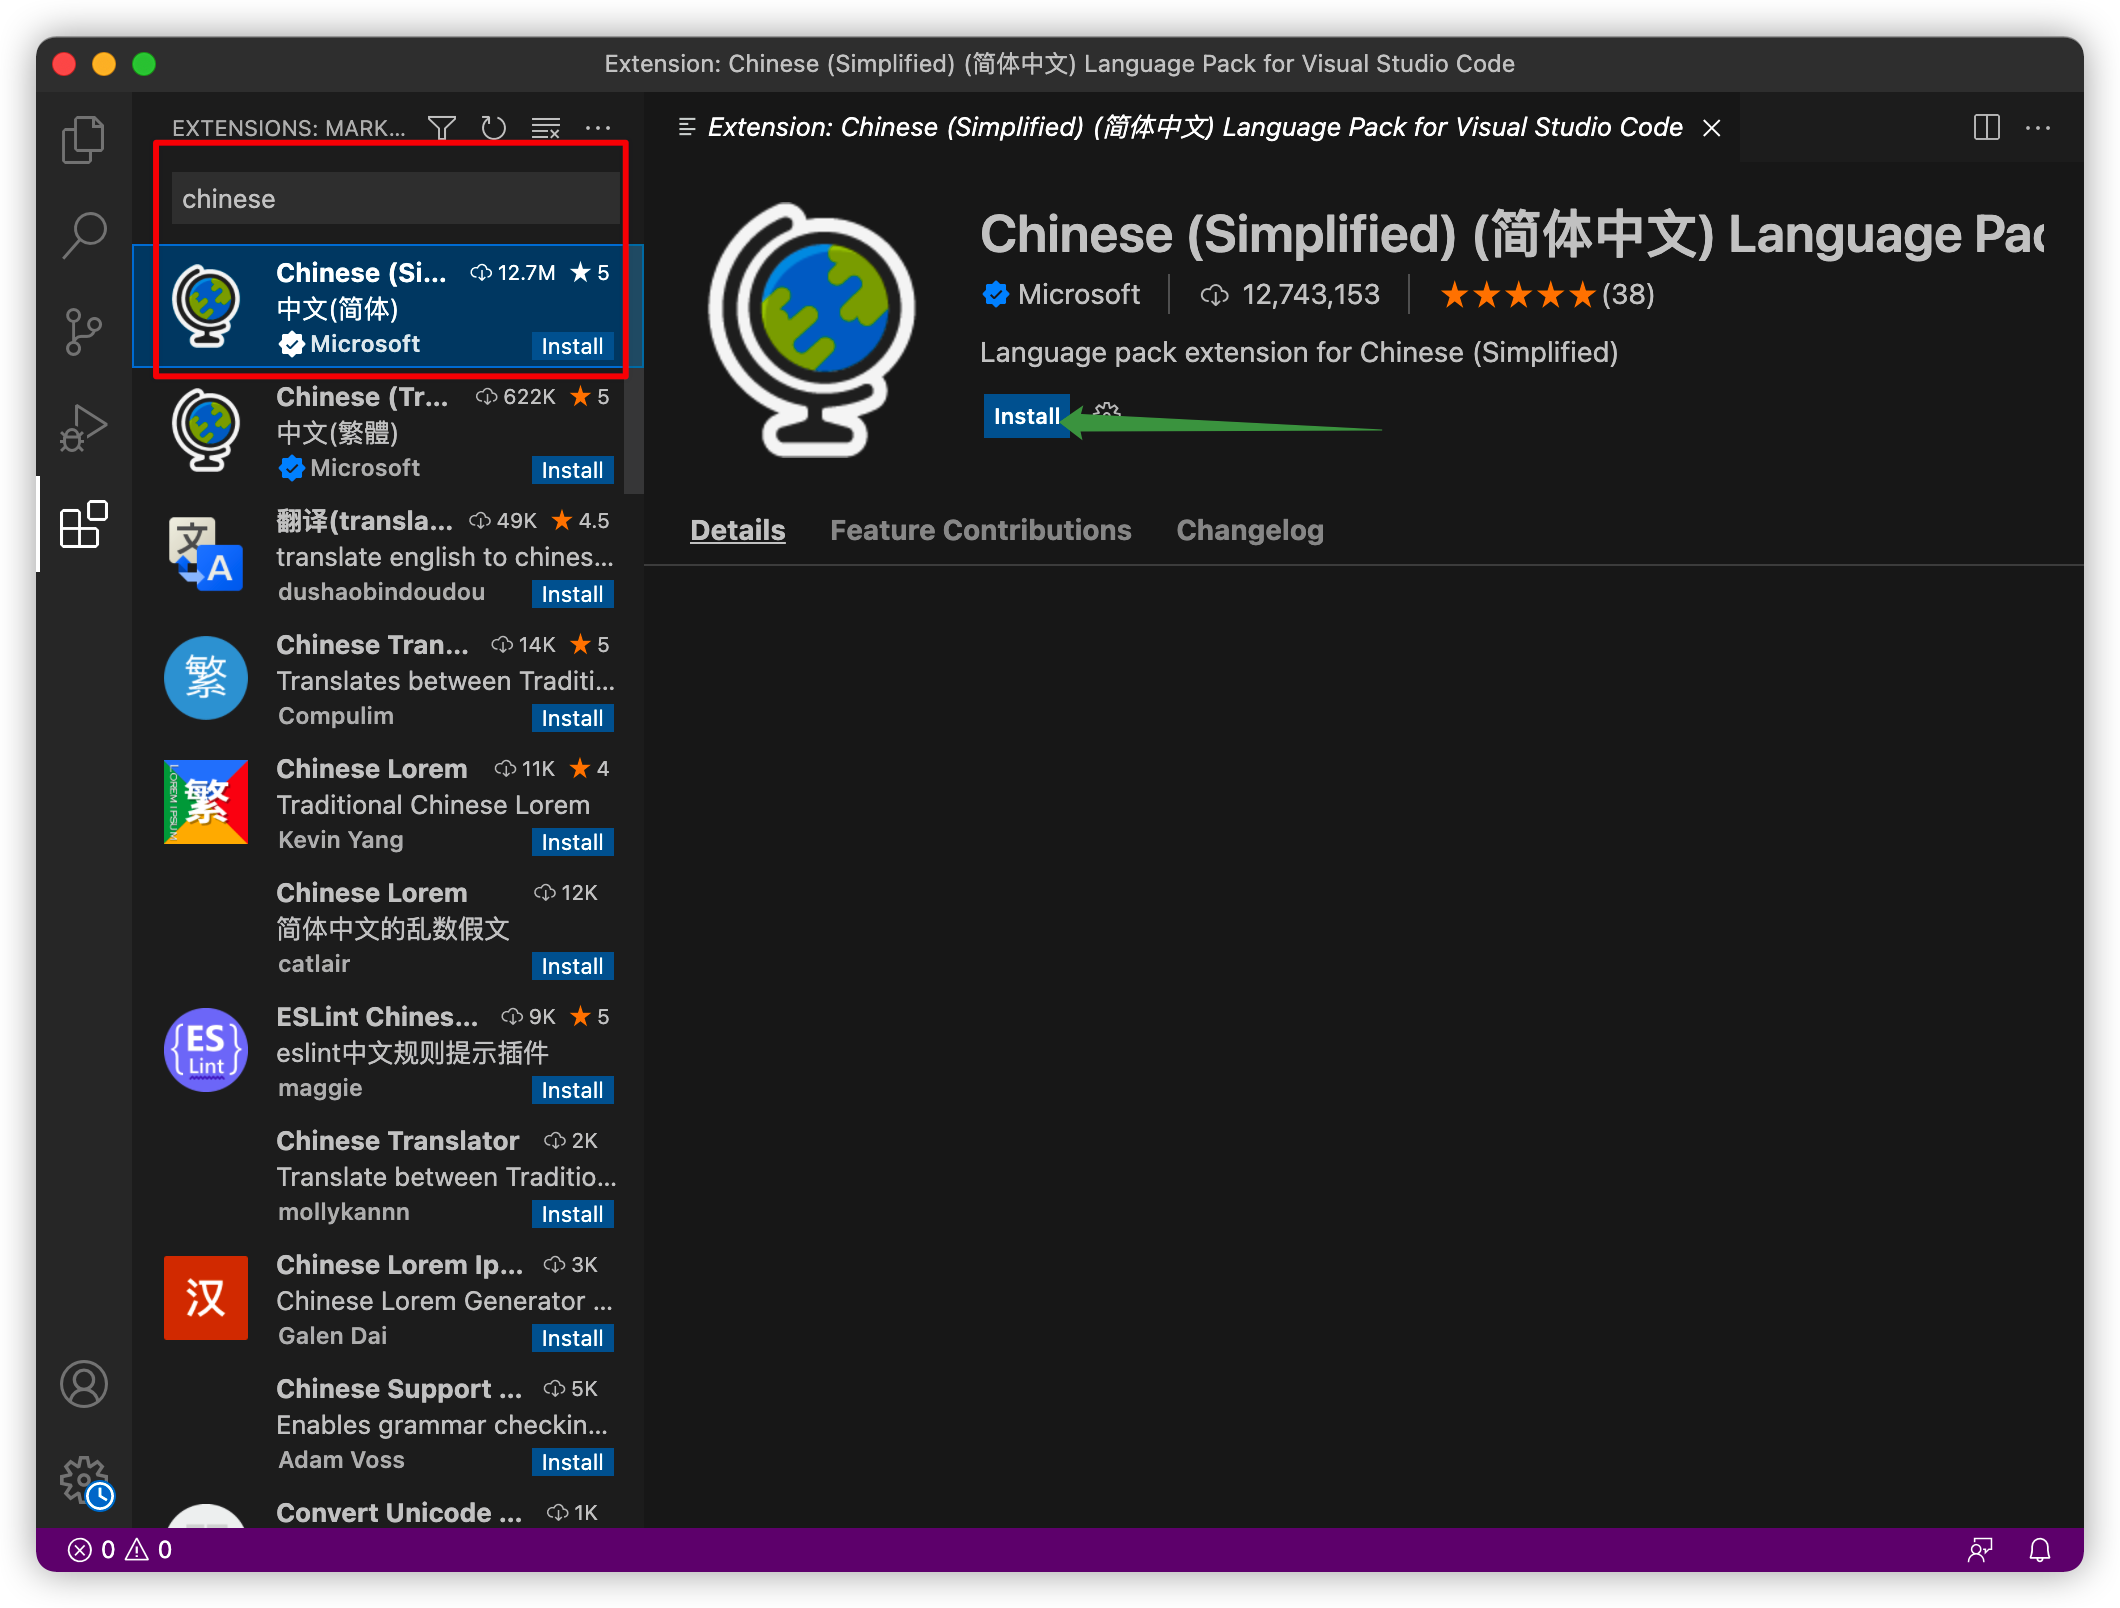 Extension: Chinese (Simplified) (简体中文) Language Pack for Visual Studio Code
EXTENSIONS: MARK...
chinese
Chinese (Si... 12.7M ★ 5
中文(简体)
Microsoft Install
Chinese (Tr... 622K ★ 5
中文(繁體)
Microsoft Install
文 A
翻译(transla... 49K ★ 4.5
translate english to chines...
dushaobindoudou Install
繁
Chinese Tran... 14K ★ 5
Translates between Traditi...
Compulim Install
LOREM IPSUM
繁
Chinese Lorem 11K ★ 4
Traditional Chinese Lorem
Kevin Yang Install
Chinese Lorem 12K
简体中文的乱数假文
catlair Install
{ES}
Lint
ESLint Chines... 9K ★ 5
eslint中文规则提示插件
maggie Install
Chinese Translator 2K
Translate between Traditio...
mollykannn Install
汉
Chinese Lorem Ip... 3K
Chinese Lorem Generator ...
Galen Dai Install
Chinese Support ... 5K
Enables grammar checkin...
Adam Voss Install
Convert Unicode ... 1K
Extension: Chinese (Simplified) (简体中文) Language Pack for Visual Studio Code
Chinese (Simplified) (简体中文) Language Pac
Microsoft | 12,743,153 | ★★★★★(38)
Language pack extension for Chinese (Simplified)
Install
Details Feature Contributions Changelog
0 0